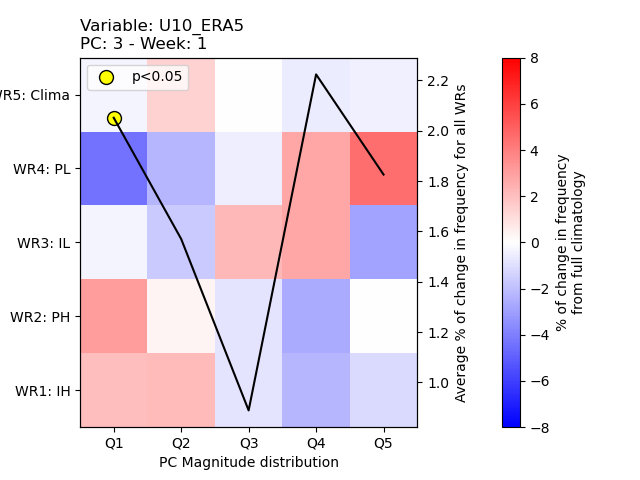 Variable: U10_ERA5
PC: 3 - Week: 1
p<0.05
WR5: Clima
WR4: PL
WR3: IL
WR2: PH
WR1: IH
Q1 Q2 Q3 Q4 Q5
PC Magnitude distribution
2.2
2.0
1.8
1.6
1.4
1.2
1.0
Average % of change in frequency for all WRs
8
6
4
2
0
−2
−4
−6
−8
% of change in frequency
from full climatology